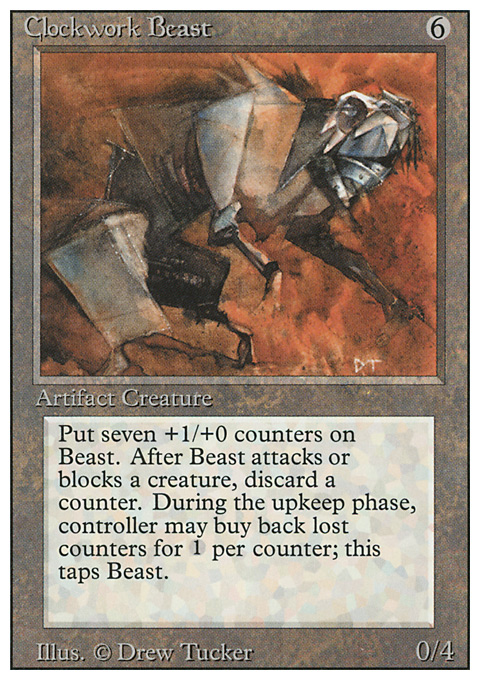 Clockwork Beast 6
DT
Artifact Creature
Put seven +1/+0 counters on
Beast. After Beast attacks or
blocks a creature, discard a
counter. During the upkeep phase,
controller may buy back lost
counters for 1 per counter; this
taps Beast.
Illus. © Drew Tucker 0/4